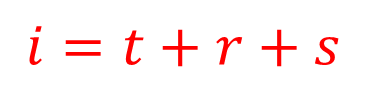 i = t + r + s